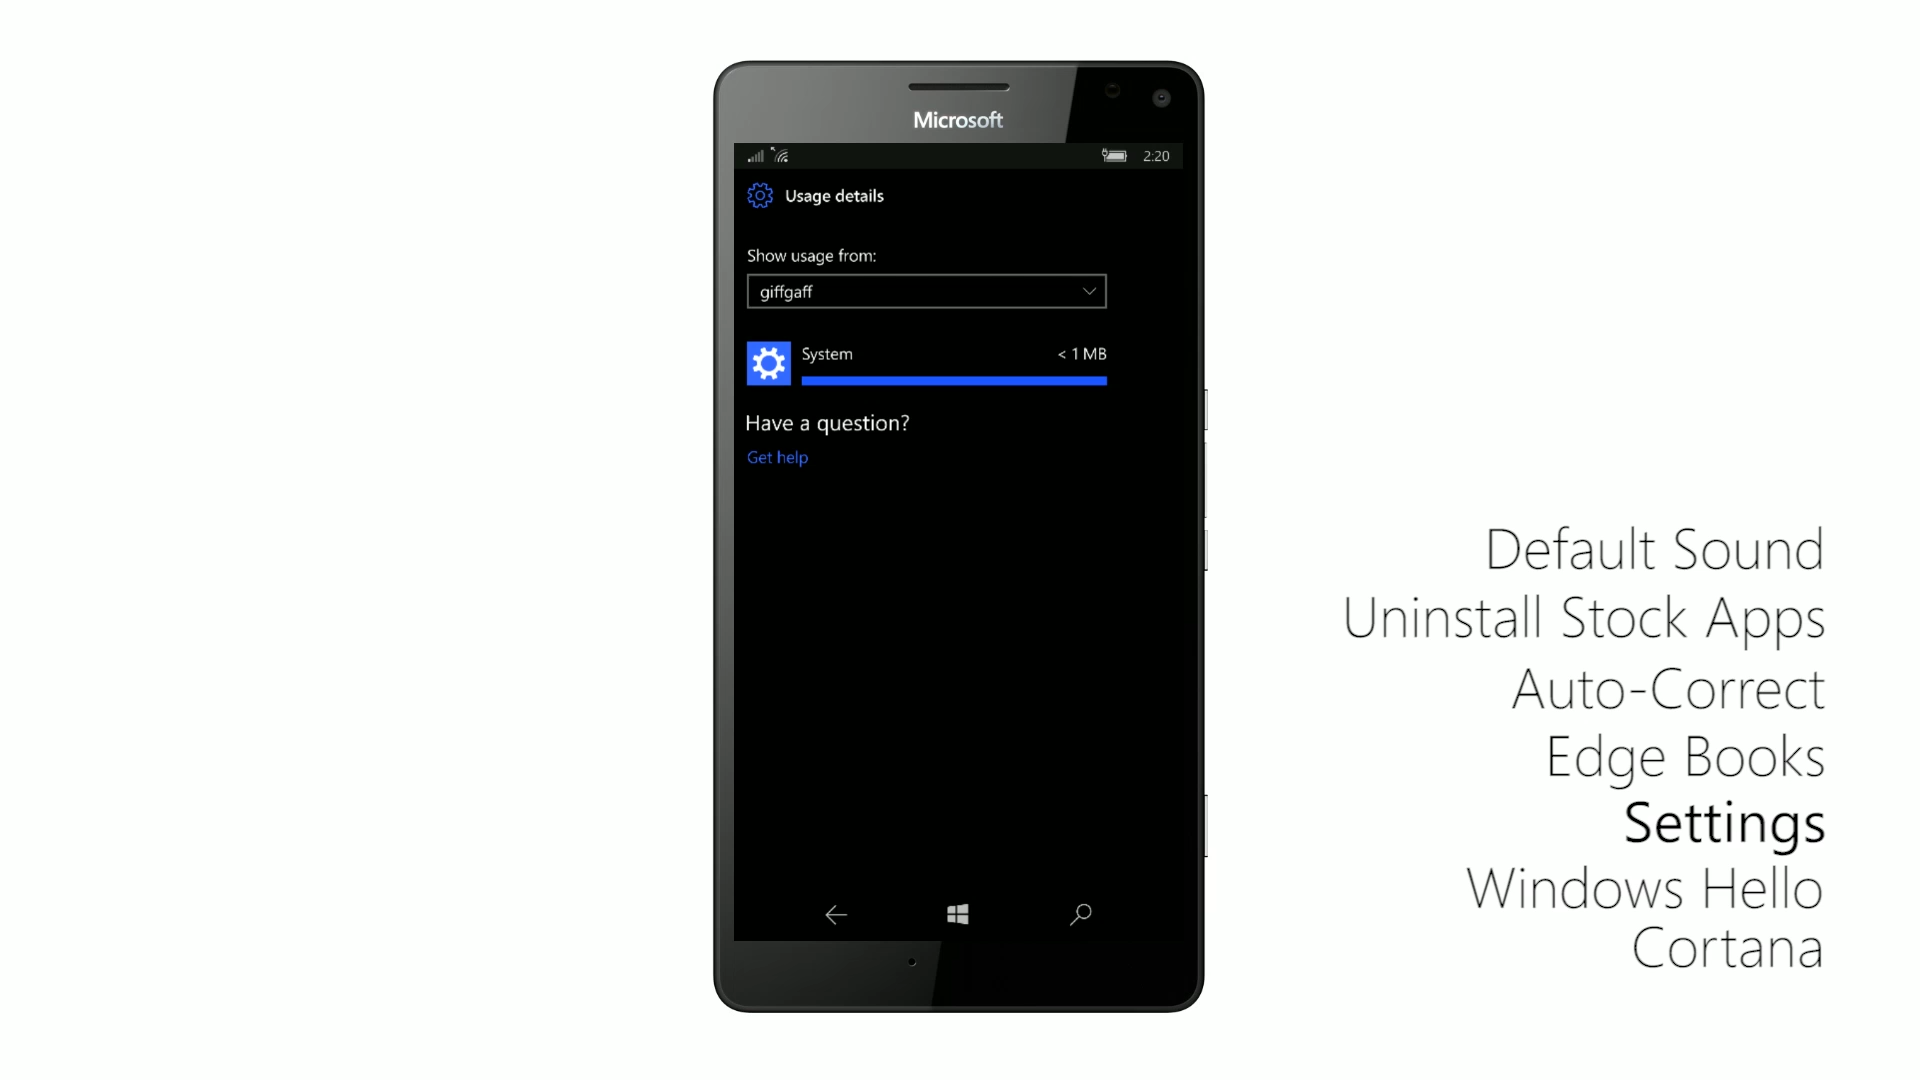 Microsoft
2:20
Usage details
Show usage from:
giffgaff
System < 1 MB
Have a question?
Get help
Default Sound
Uninstall Stock Apps
Auto-Correct
Edge Books
Settings
Windows Hello
Cortana